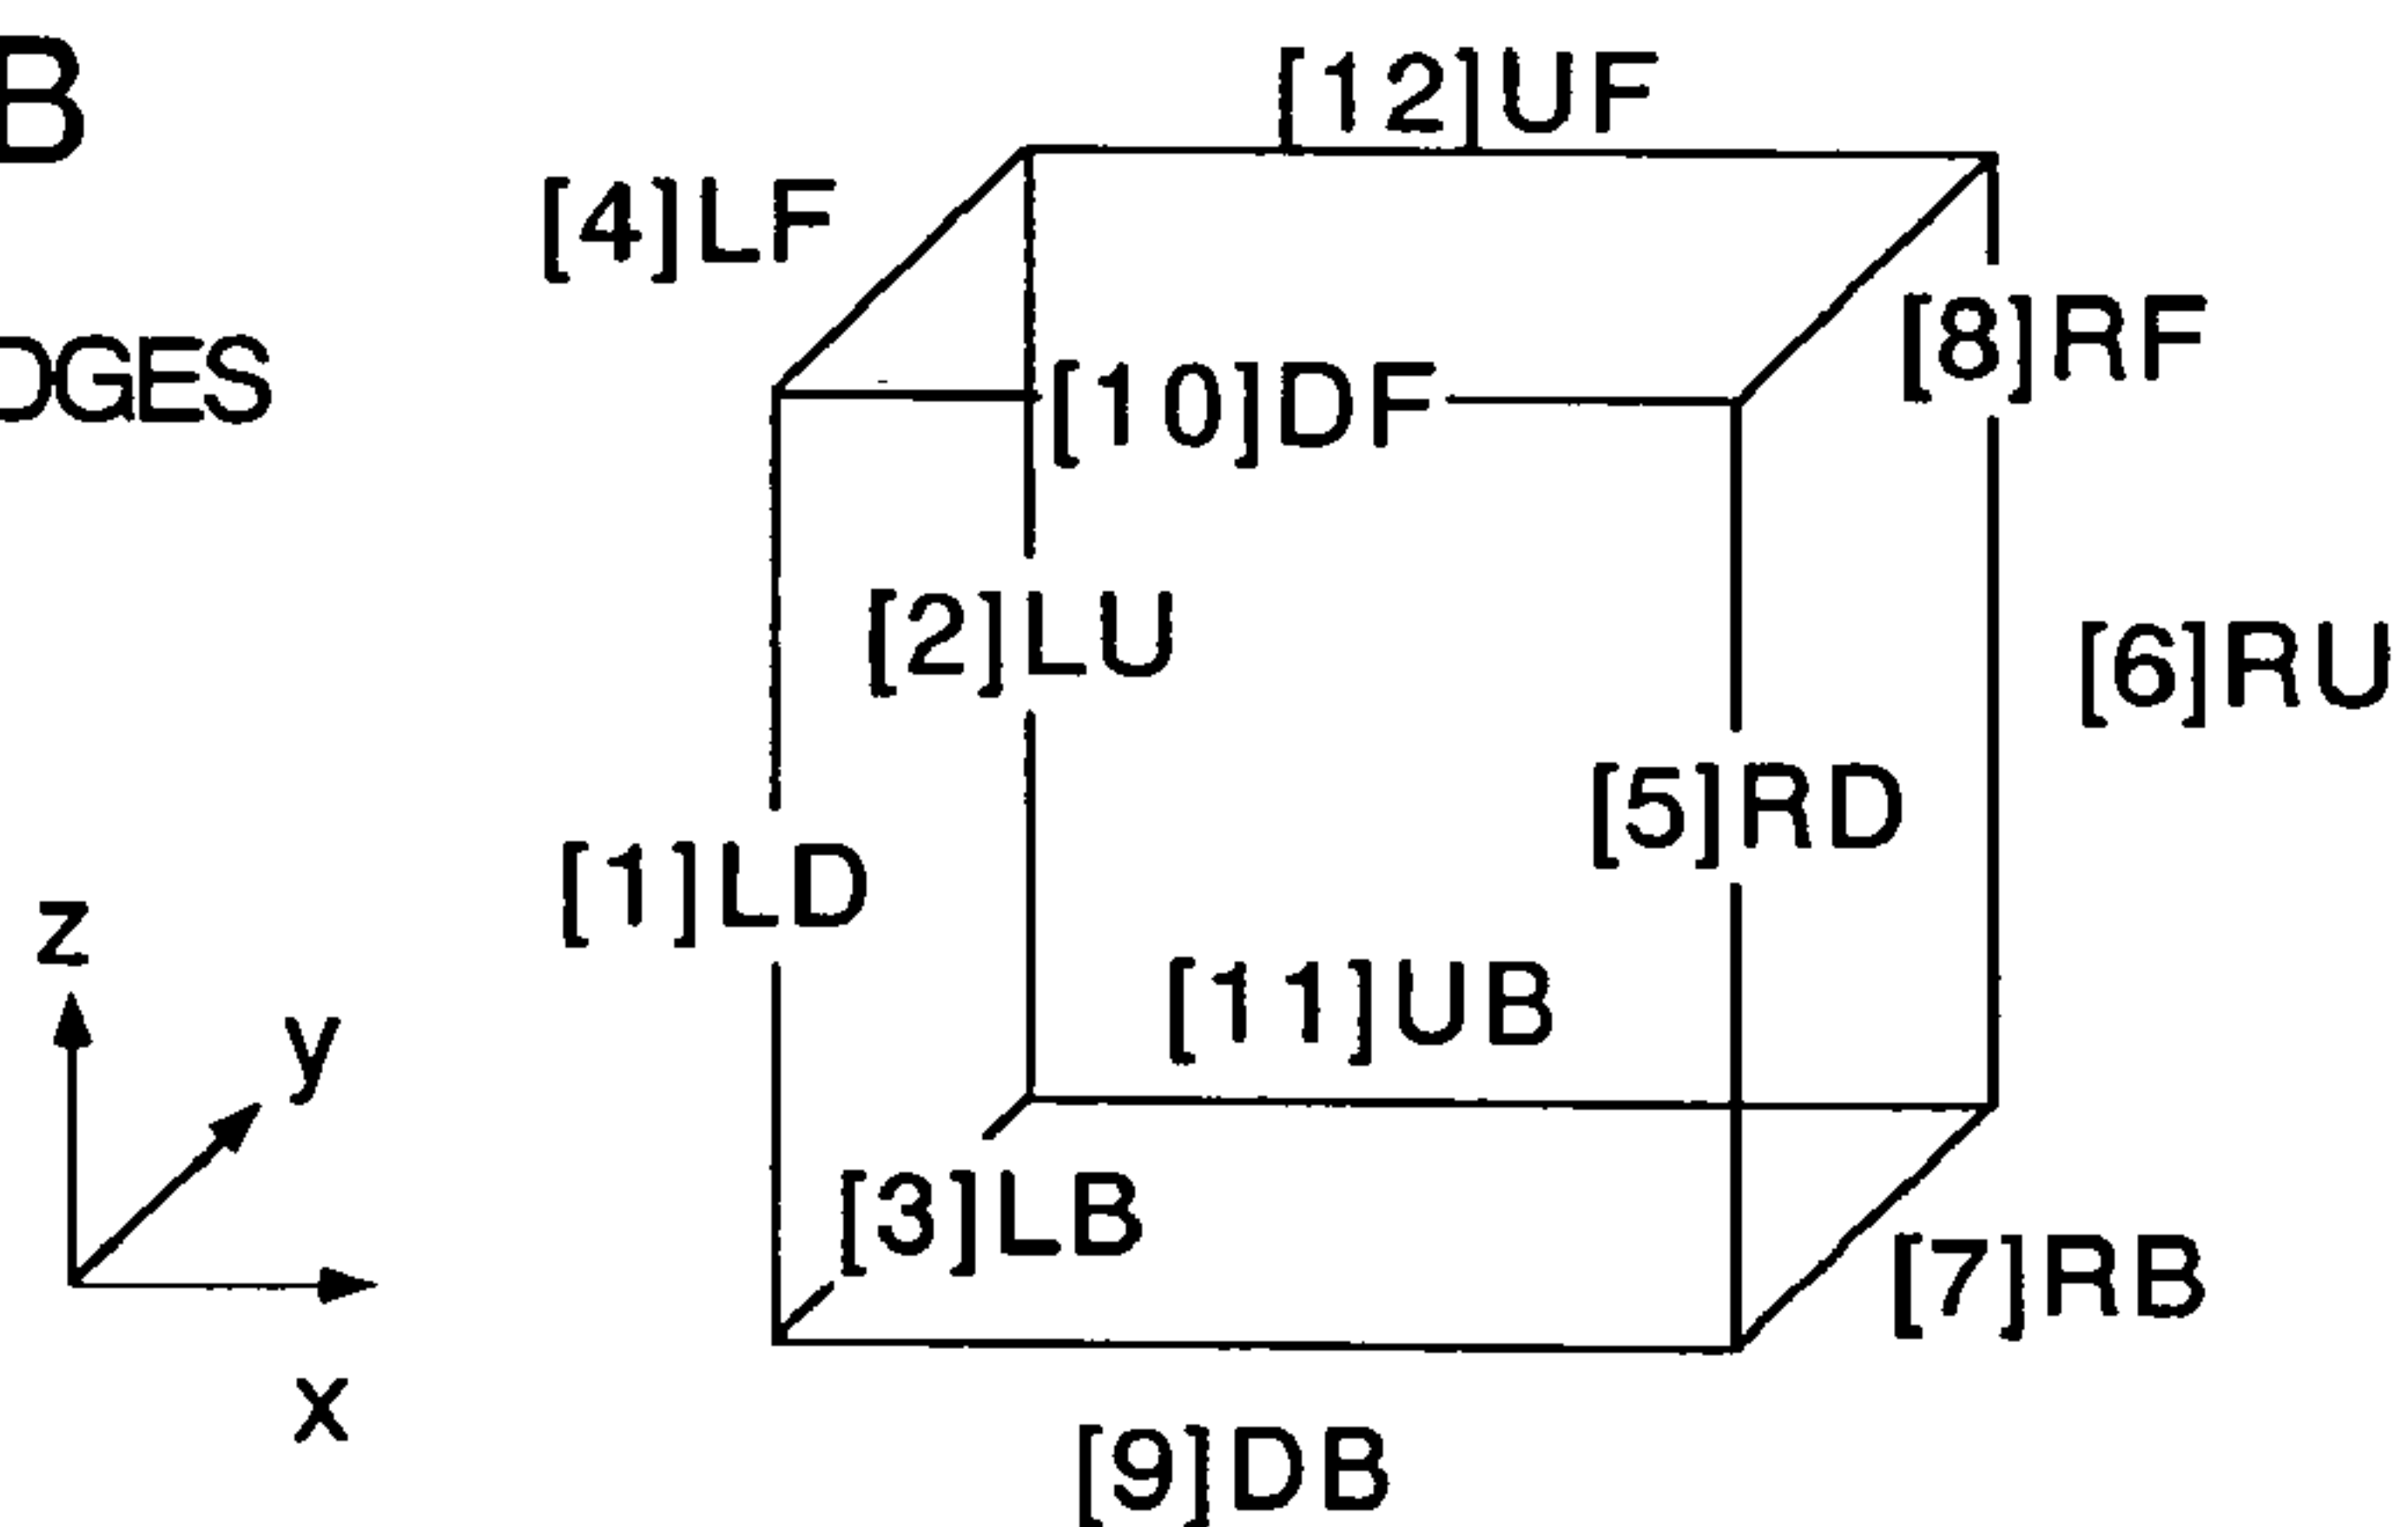 B
[12]UF
[4]LF
[8]RF
DGES
[10]DF
[2]LU
[6]RU
[5]RD
[1]LD
z
[11]UB
y
[3]LB
[7]RB
x
[9]DB